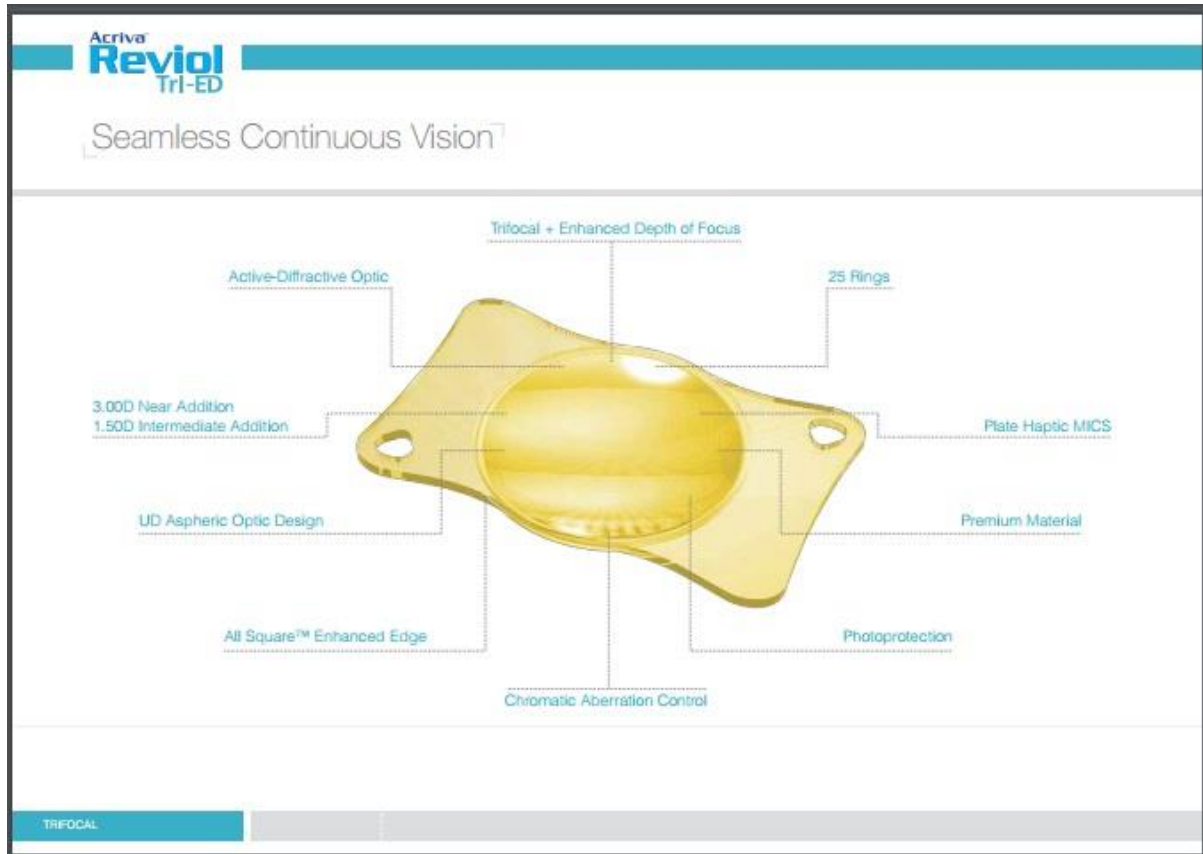 Acriva
Reviol
TrI-ED
Seamless Continuous Vision
Trifocal + Enhanced Depth of Focus
Active-Diffractive Optic
25 Rings
3.00D Near Addition
1.50D Intermediate Addition
Plate Haptic MICS
UD Aspheric Optic Design
Premium Material
All Square™ Enhanced Edge
Photoprotection
Chromatic Aberration Control
TRIFOCAL